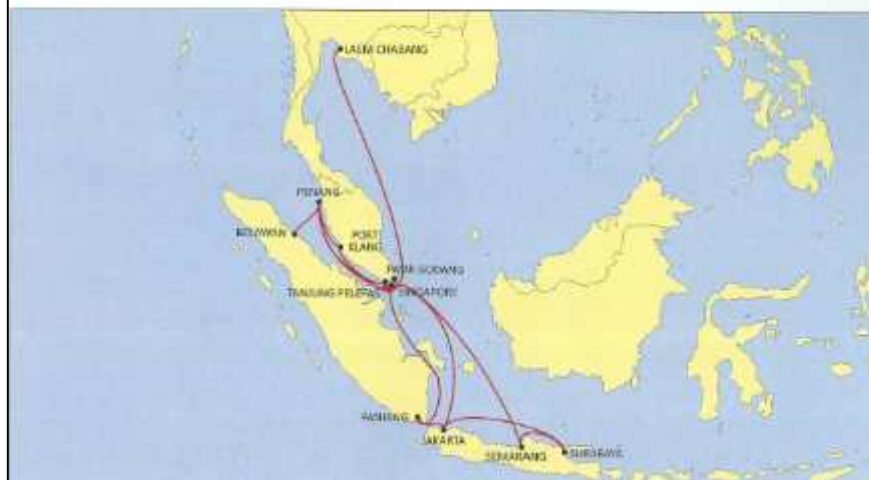 LAEM CHABANG
PENANG
BELAWAN
PORT
KLANG
PASIR GUDANG
TANJUNG PELEPAS
SINGAPORE
PANJANG
JAKARTA
SEMARANG
SURABAYA